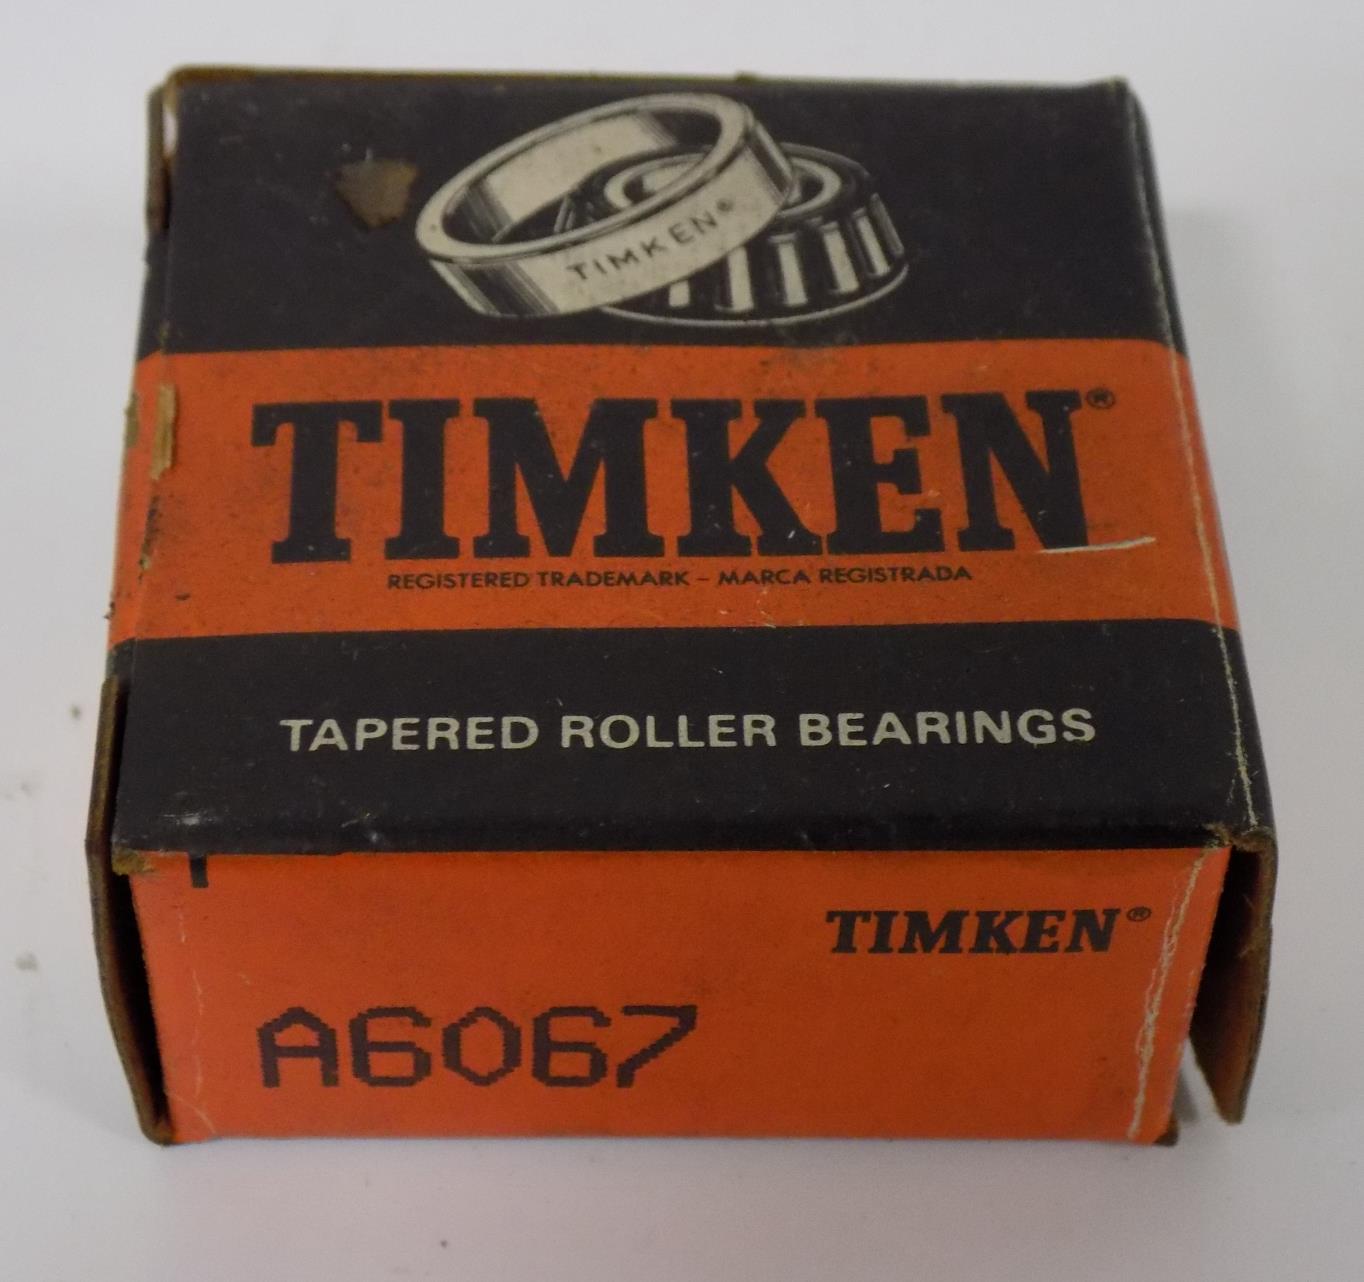 TIMKEN®
TIMKEN®
REGISTERED TRADEMARK – MARCA REGISTRADA
TAPERED ROLLER BEARINGS
TIMKEN®
A6067